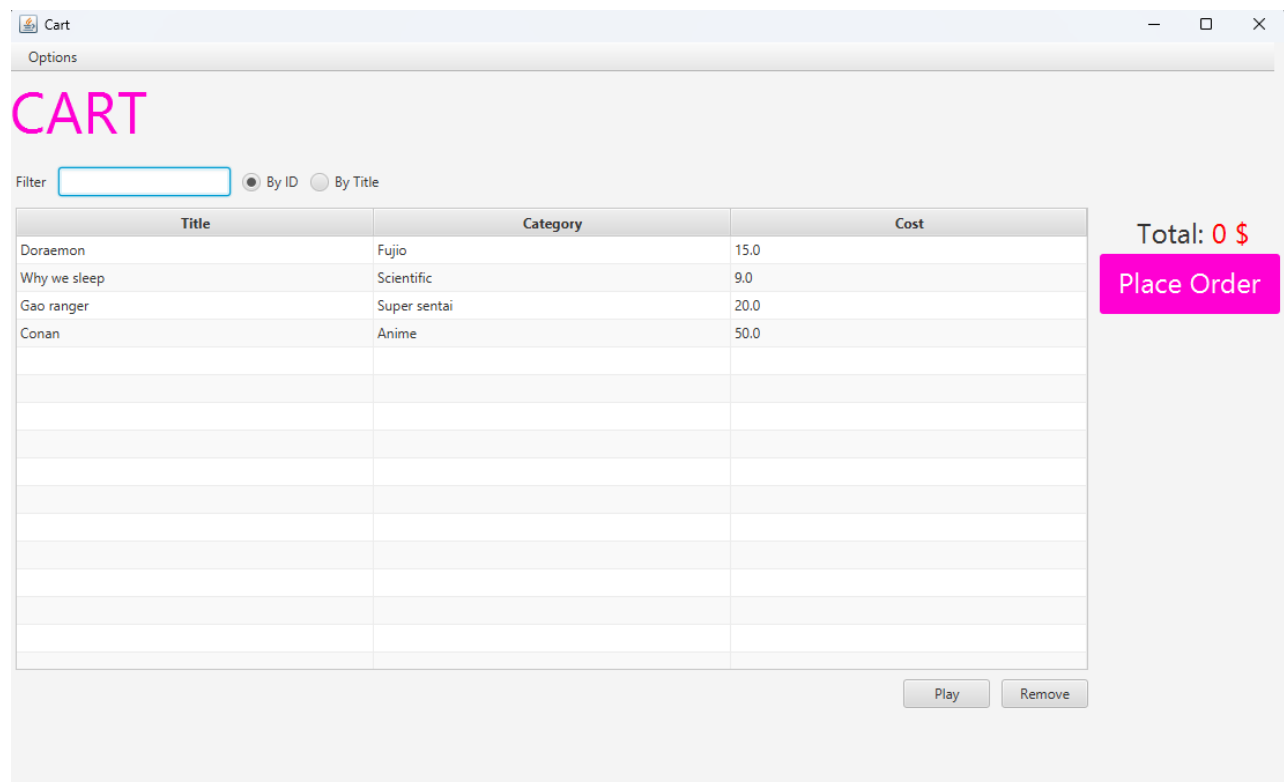 Cart
Options
CART
Filter By ID By Title
Title Category Cost
Doraemon Fujio 15.0
Why we sleep Scientific 9.0
Gao ranger Super sentai 20.0
Conan Anime 50.0
Total: 0 $
Place Order
Play Remove